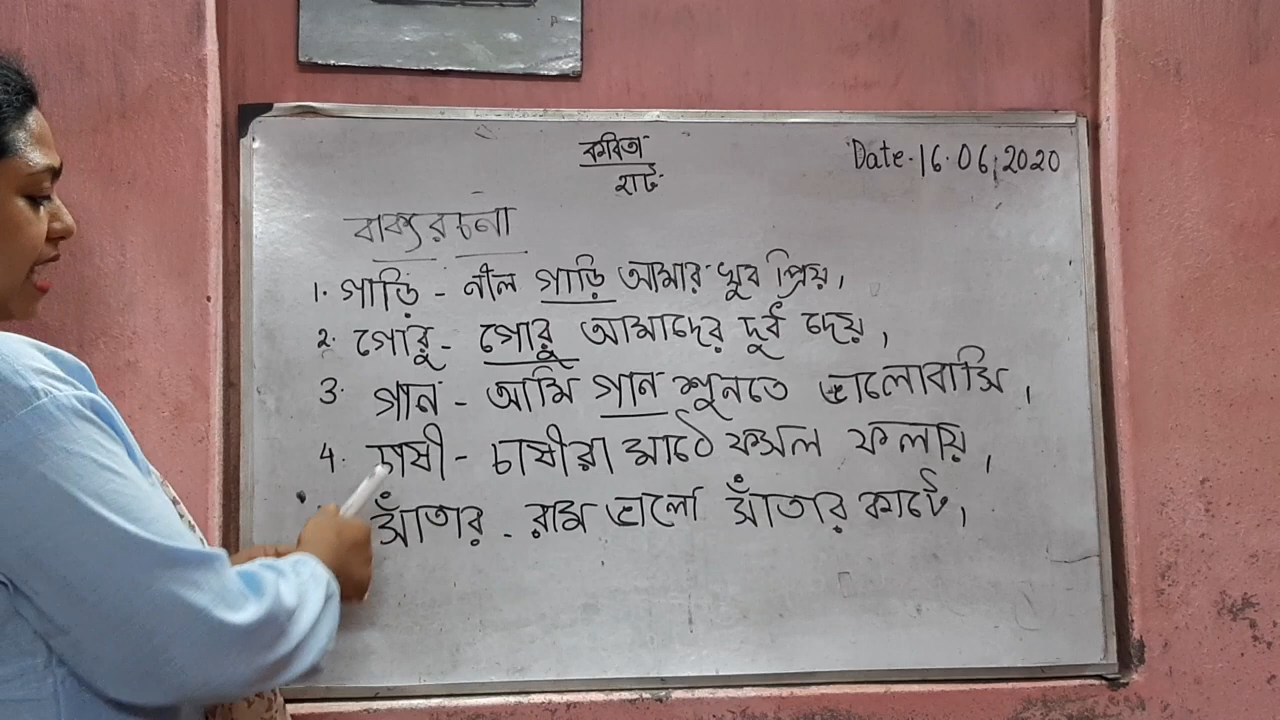 কবিতা
হাট
Date·16·06·2020
বাক্যরচনা
1. গাড়ি - নীল গাড়ি আমার খুব প্রিয়,
2. গোরু - গোরু আমাদের দুধ দেয়,
3. গান - আমি গান শুনতে ভালোবাসি,
4. চাষী - চাষীরা মাঠে ফসল ফলায়,
সাঁতার - রাম ভালো সাঁতার কাটে,